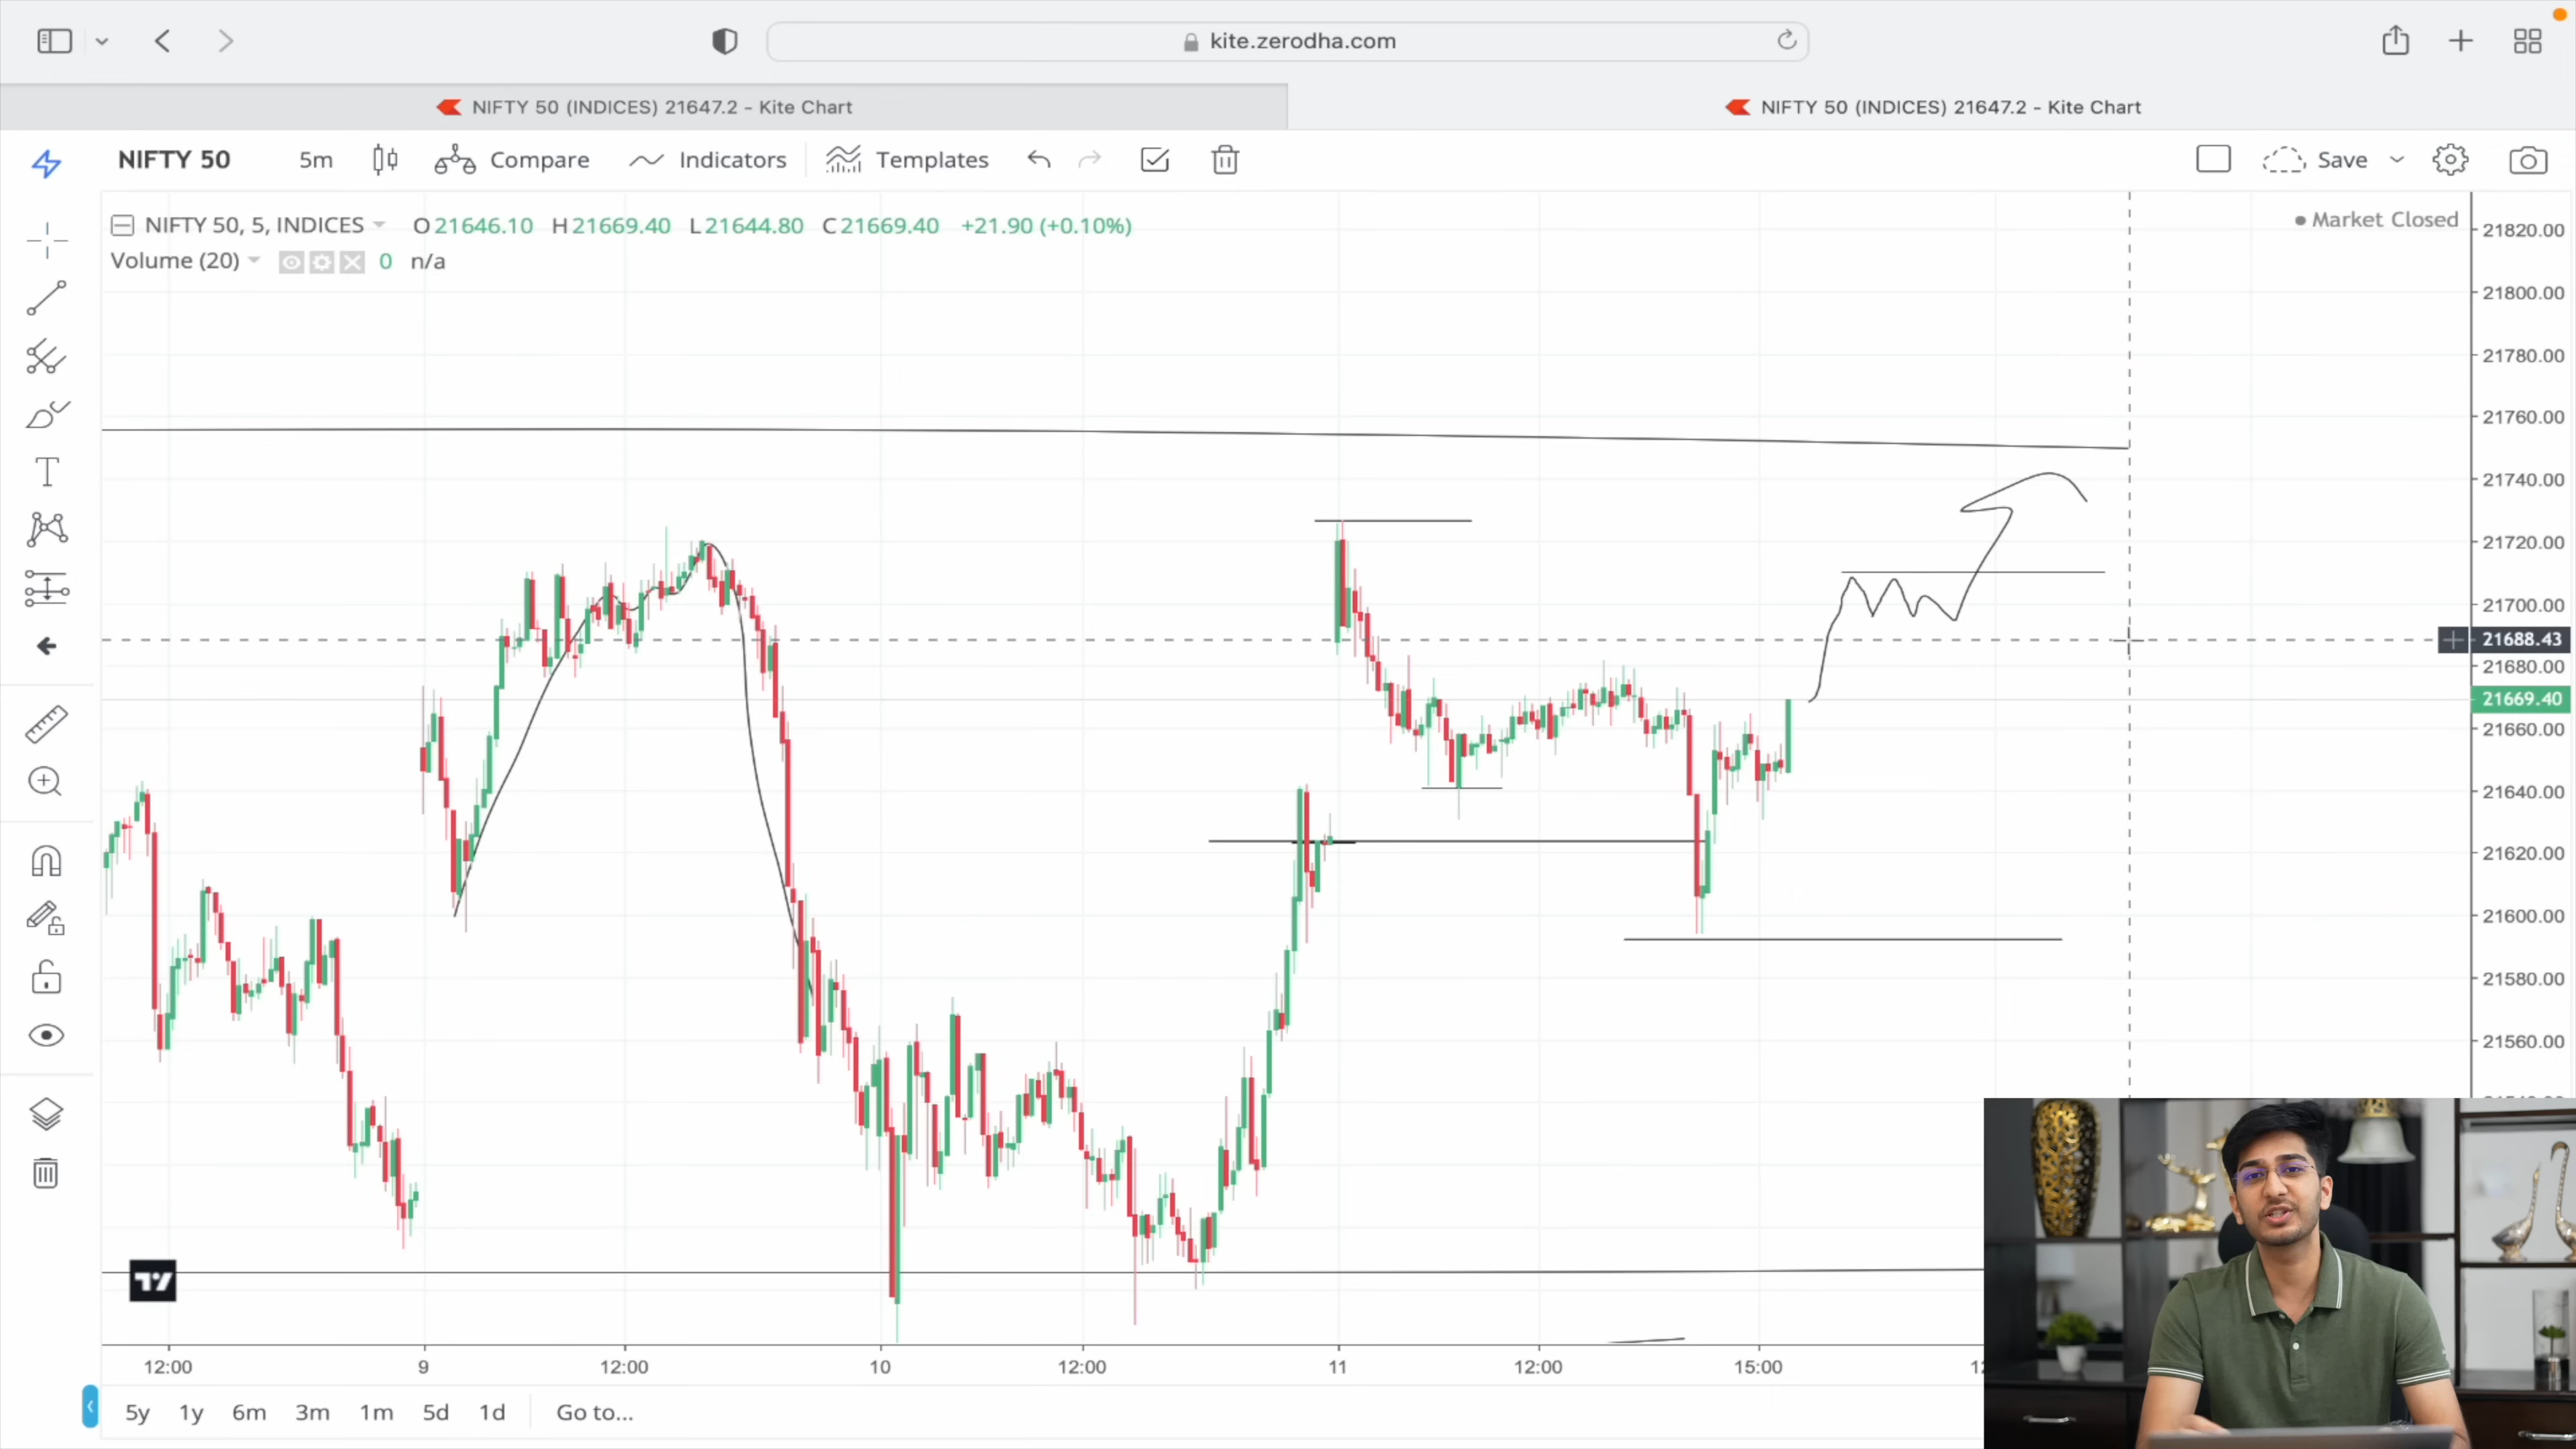 kite.zerodha.com
NIFTY 50 (INDICES) 21647.2 - Kite Chart
NIFTY 50 (INDICES) 21647.2 - Kite Chart
NIFTY 50 5m Compare Indicators Templates Save
NIFTY 50, 5, INDICES O21646.10 H21669.40 L21644.80 C21669.40 +21.90 (+0.10%)
Market Closed
Volume (20) 0 n/a
21820.00
21800.00
21780.00
21760.00
21740.00
21720.00
21700.00
21688.43
21680.00
21669.40
21660.00
21640.00
21620.00
21600.00
21580.00
21560.00
12:00 9 12:00 10 12:00 11 12:00 15:00
5y 1y 6m 3m 1m 5d 1d Go to...